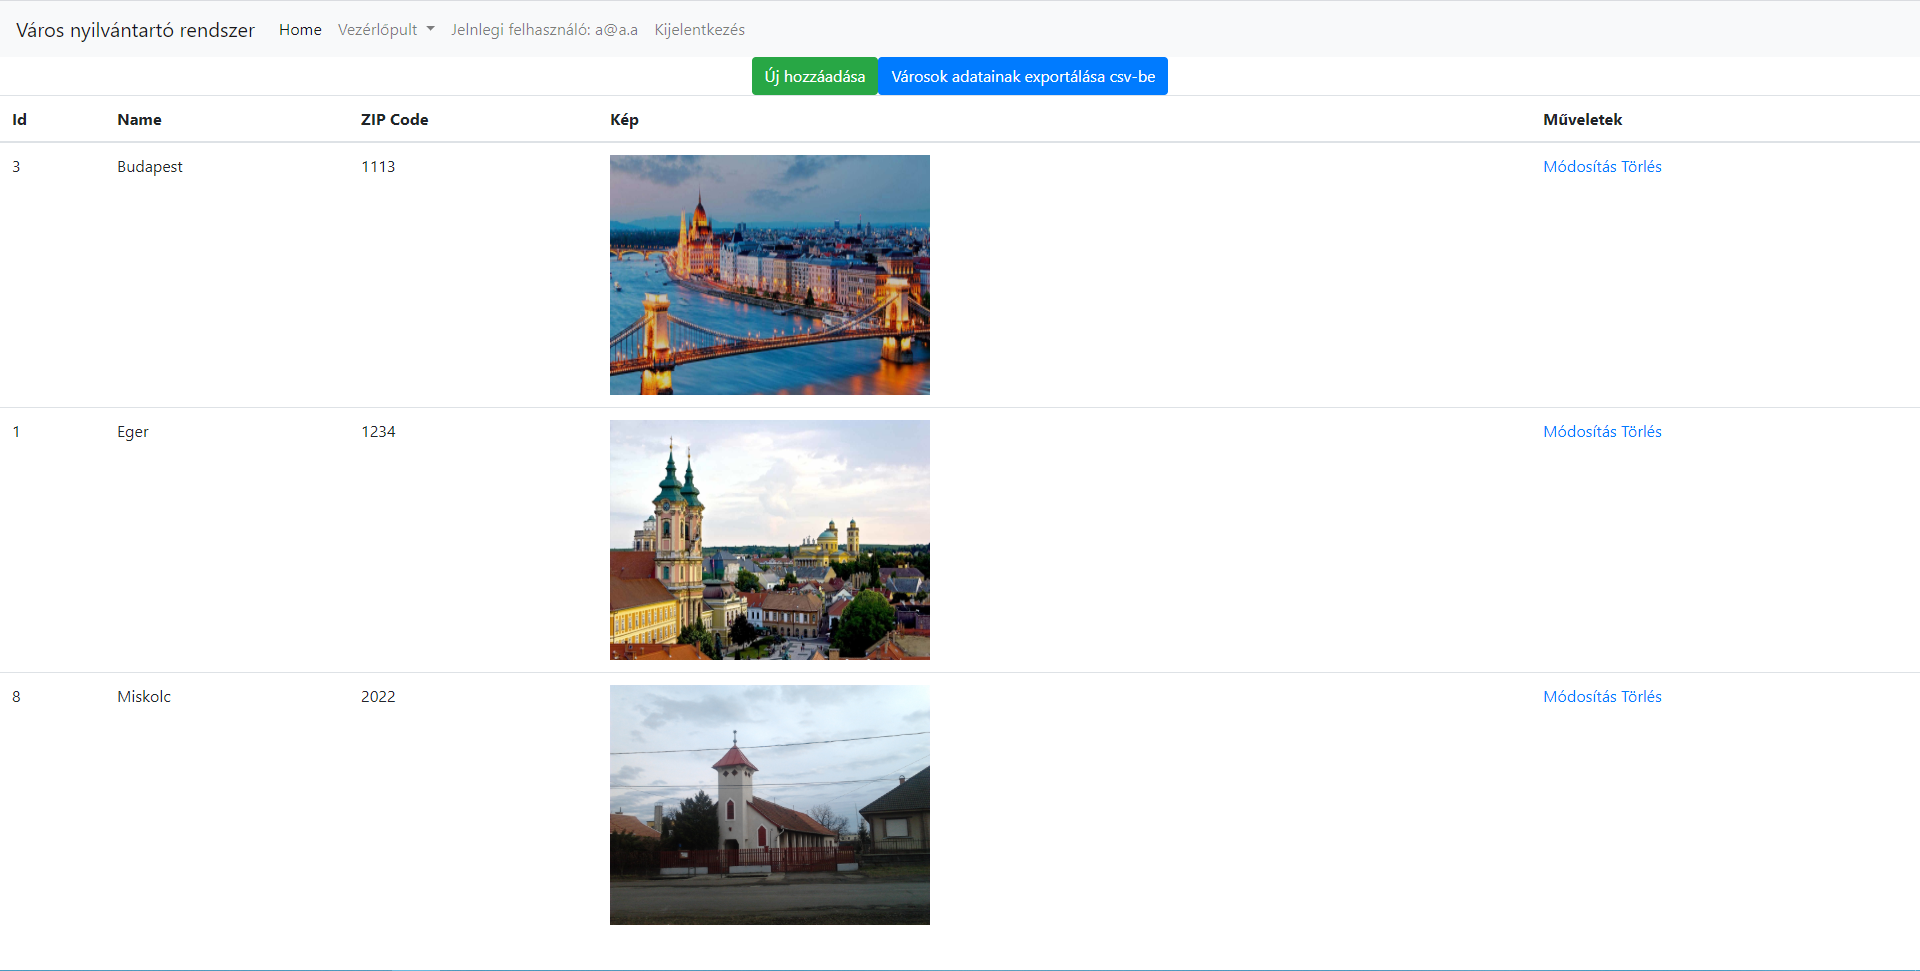 Város nyilvántartó rendszer Home Vezérlőpult Jelnlegi felhasználó: a@a.a Kijelentkezés
Új hozzáadása Városok adatainak exportálása csv-be
Id Name ZIP Code Kép Műveletek
3 Budapest 1113 Módosítás Törlés
1 Eger 1234 Módosítás Törlés
8 Miskolc 2022 Módosítás Törlés